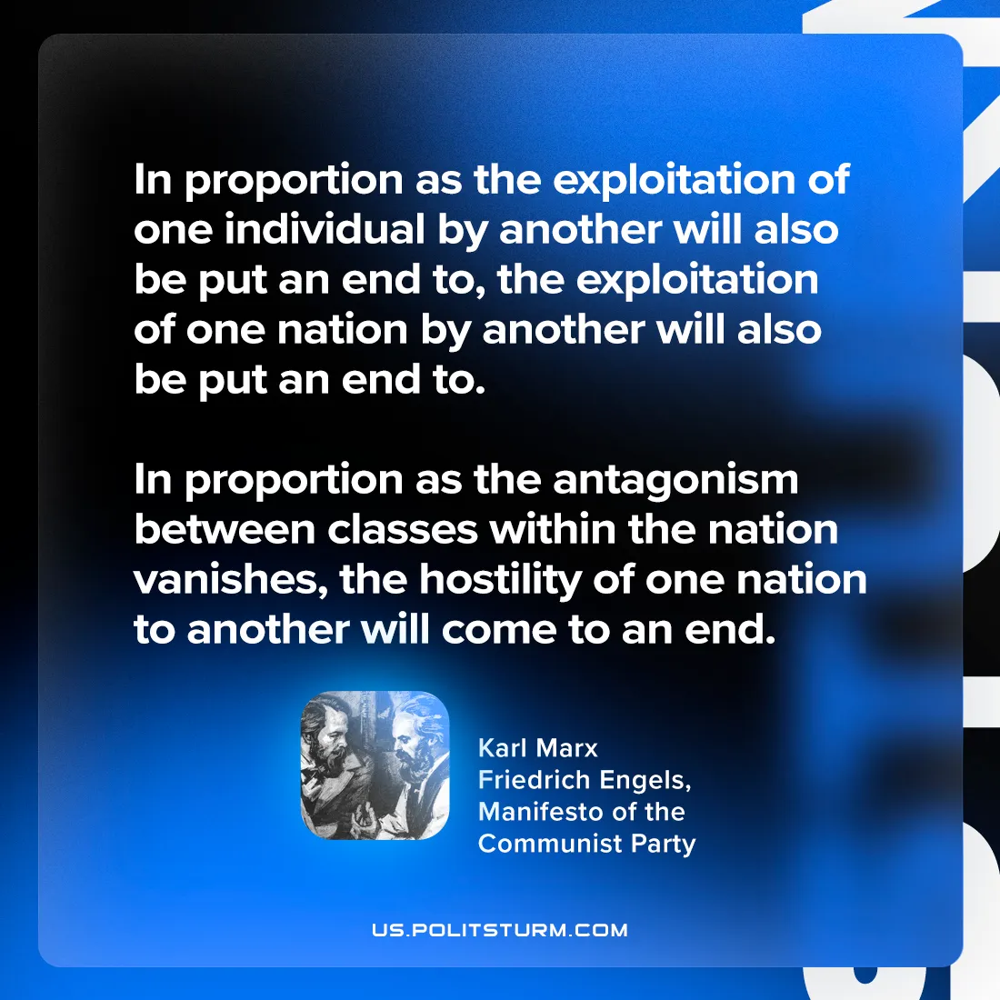 In proportion as the exploitation of
one individual by another will also
be put an end to, the exploitation
of one nation by another will also
be put an end to.
In proportion as the antagonism
between classes within the nation
vanishes, the hostility of one nation
to another will come to an end.
Karl Marx
Friedrich Engels,
Manifesto of the
Communist Party
US.POLITSTURM.COM